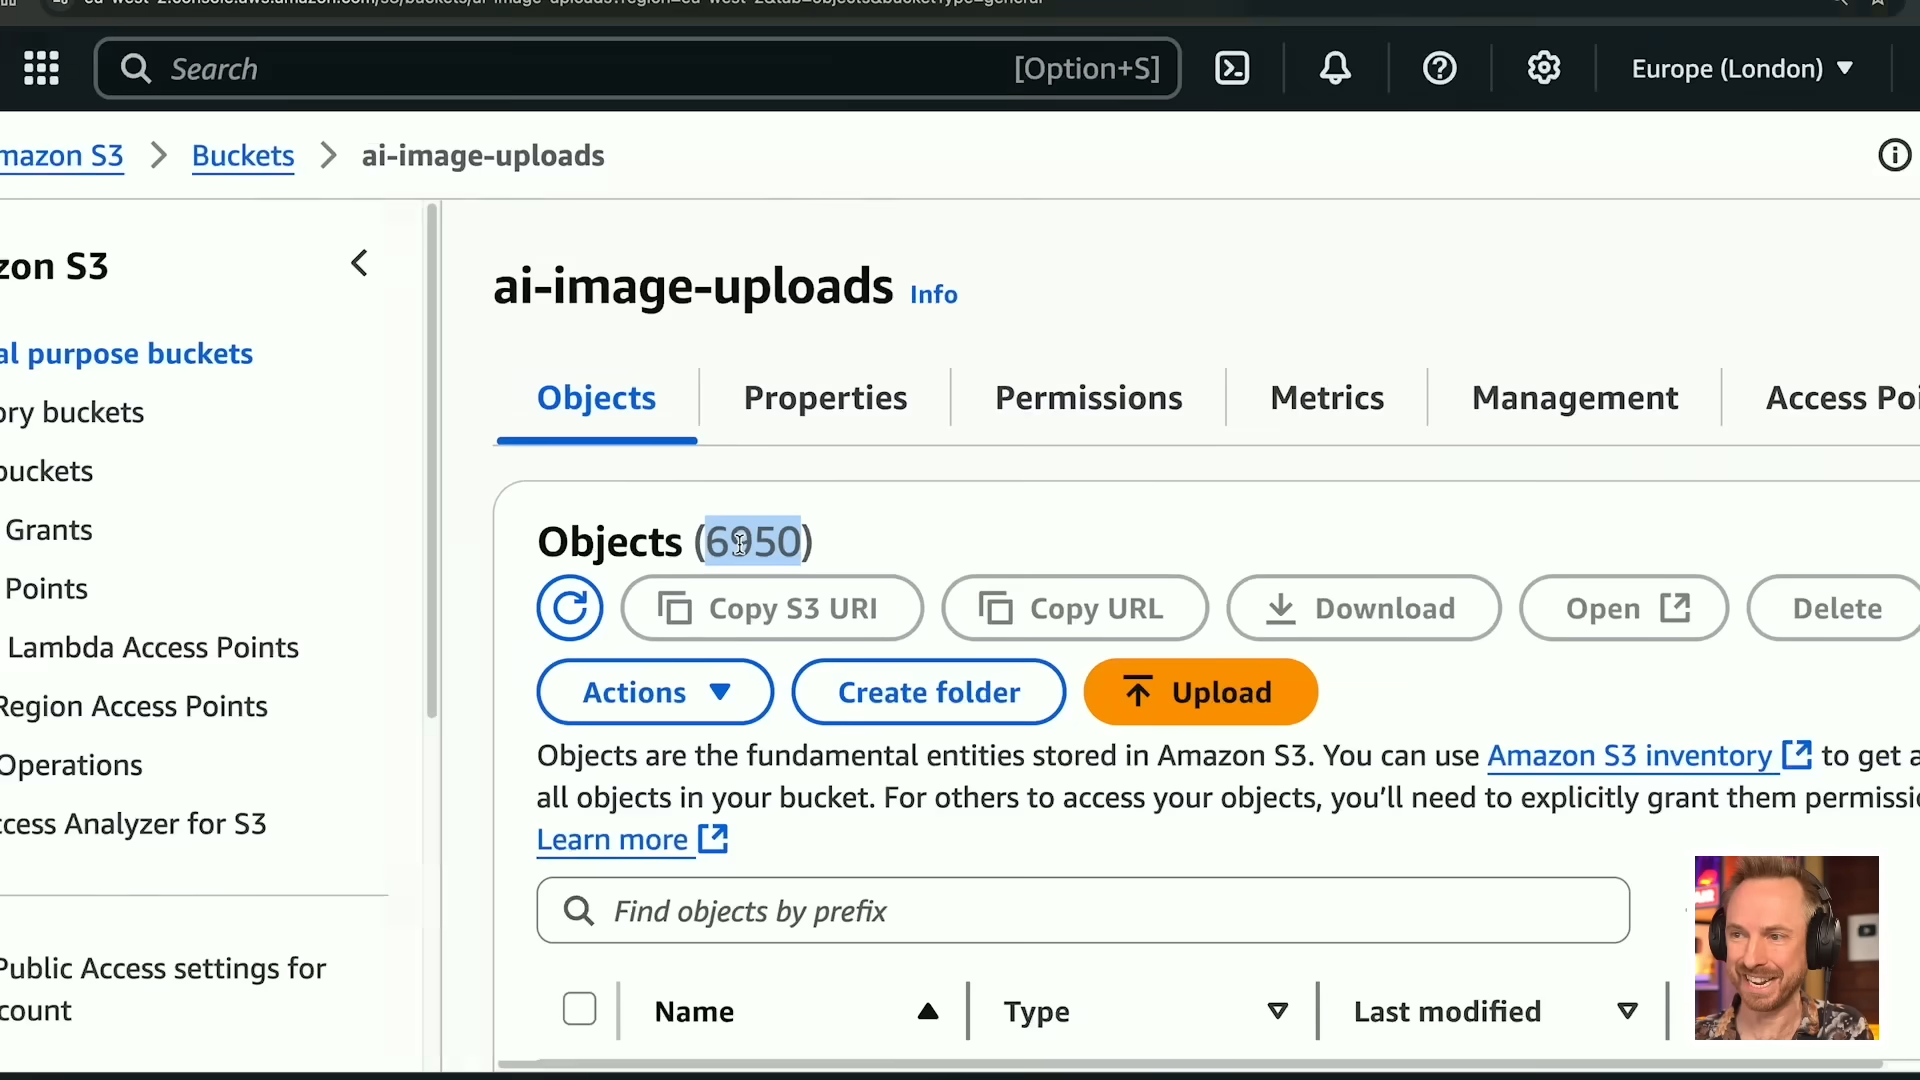 Search [Option+S] Europe (London)
mazon S3 > Buckets > ai-image-uploads
zon S3
al purpose buckets
ory buckets
buckets
Grants
Points
Lambda Access Points
Region Access Points
Operations
ccess Analyzer for S3
Public Access settings for
count
ai-image-uploads Info
Objects Properties Permissions Metrics Management Access Poi
Objects (6950)
Copy S3 URI Copy URL Download Open Delete
Actions Create folder Upload
Objects are the fundamental entities stored in Amazon S3. You can use Amazon S3 inventory to get a
all objects in your bucket. For others to access your objects, you'll need to explicitly grant them permissi
Learn more
Find objects by prefix
Name Type Last modified